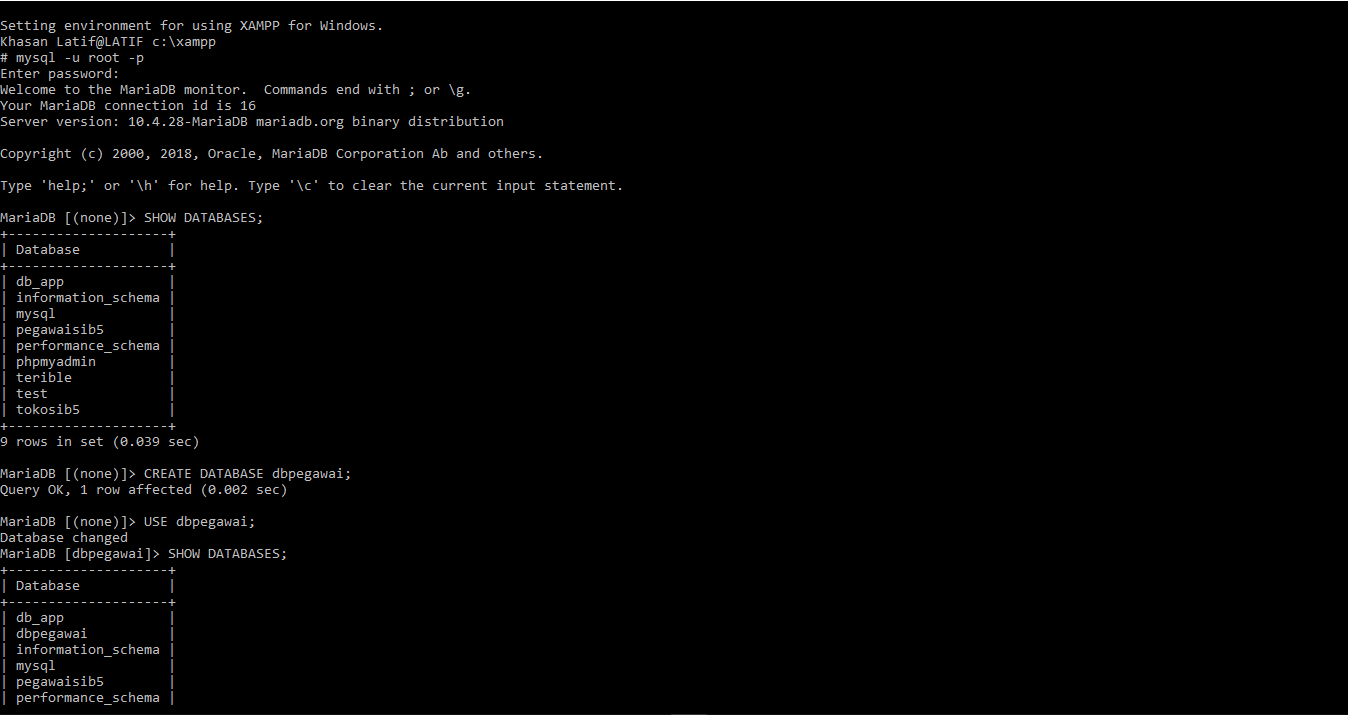 Setting environment for using XAMPP for Windows.
Khasan Latif@LATIF c:\xampp
# mysql -u root -p
Enter password:
Welcome to the MariaDB monitor.  Commands end with ; or \g.
Your MariaDB connection id is 16
Server version: 10.4.28-MariaDB mariadb.org binary distribution

Copyright (c) 2000, 2018, Oracle, MariaDB Corporation Ab and others.

Type 'help;' or '\h' for help. Type '\c' to clear the current input statement.

MariaDB [(none)]> SHOW DATABASES;
+--------------------+
| Database           |
+--------------------+
| db_app             |
| information_schema |
| mysql              |
| pegawaisib5        |
| performance_schema |
| phpmyadmin         |
| terible            |
| test               |
| tokosib5           |
+--------------------+
9 rows in set (0.039 sec)

MariaDB [(none)]> CREATE DATABASE dbpegawai;
Query OK, 1 row affected (0.002 sec)

MariaDB [(none)]> USE dbpegawai;
Database changed
MariaDB [dbpegawai]> SHOW DATABASES;
+--------------------+
| Database           |
+--------------------+
| db_app             |
| dbpegawai          |
| information_schema |
| mysql              |
| pegawaisib5        |
| performance_schema |